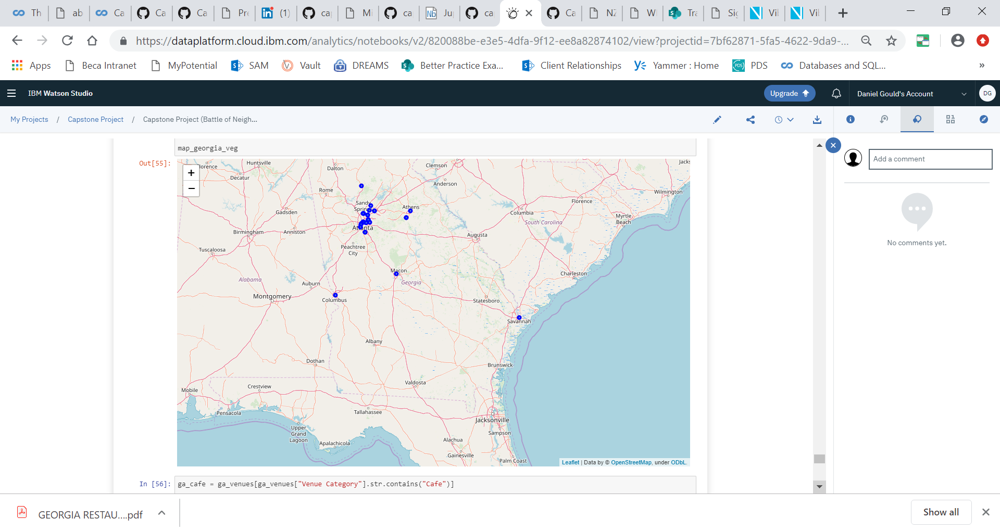 Th ab Ca Ca Ca Pre (1) ca Mi ca Ju ca Ca NZ Tra Sig Vil Vil
https://dataplatform.cloud.ibm.com/analytics/notebooks/v2/820088be-e3e5-4dfa-9f12-ee8a82874102/view?projectid=7bf62871-5fa5-4622-9da9-...
Apps Beca Intranet MyPotential SAM Vault DREAMS Better Practice Exa... Client Relationships Yammer : Home PDS Databases and SQL... »
IBM Watson Studio Upgrade Daniel Gould's Account DG
My Projects / Capstone Project / Capstone Project (Battle of Neigh...
map_georgia_veg
Out[55]:
+
−
lorence
Huntsville
Decatur
Dalton
Clemson
Jacks
Anderson
Rome
Wilmington
Sandy
Spring
Florence
Athens
Gadsden
Columbia
Myrtle
Beach
South Carolina
Birmingham
Anniston
Atlanta
Augusta
Peachtree
City
Tuscaloosa
Macon
Charleston
Alabama
Auburn
Georgia
Montgomery
Columbus
Statesboro
Savannah
Albany
Dothan
Brunswick
Valdosta
Crestview
Mobile
Pensacola
Tallahassee
Jacksonville
Upper
Grand
Lagoon
Sampson
Apalachicola
Alachua
Gainesville
Palm Coast
Leaflet | Data by © OpenStreetMap, under ODbL.
In [56]: ga_cafe = ga_venues[ga_venues["Venue Category"].str.contains("Cafe")]
Add a comment
No comments yet.
GEORGIA RESTAU....pdf
Show all